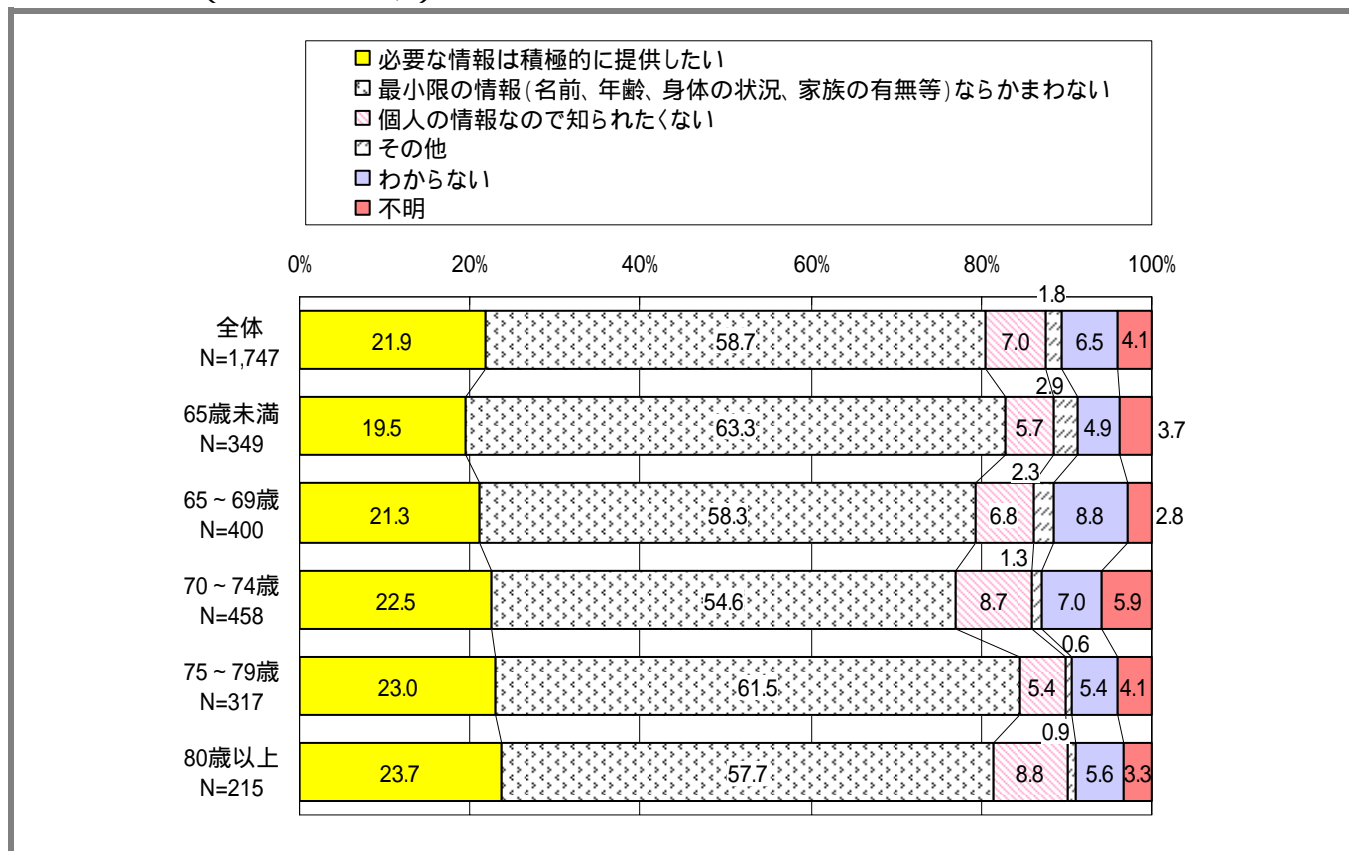 必要な情報は積極的に提供したい
最小限の情報(名前、年齢、身体の状況、家族の有無等)ならかまわない
個人の情報なので知られたくない
その他
わからない
不明
0% 20% 40% 60% 80% 100%
1.8
全体
N=1,747
21.9 58.7 7.0 6.5 4.1
2.9
65歳未満
N=349
19.5 63.3 5.7 4.9 3.7
2.3
65~69歳
N=400
21.3 58.3 6.8 8.8 2.8
1.3
70~74歳
N=458
22.5 54.6 8.7 7.0 5.9
0.6
75~79歳
N=317
23.0 61.5 5.4 5.4 4.1
0.9
80歳以上
N=215
23.7 57.7 8.8 5.6 3.3